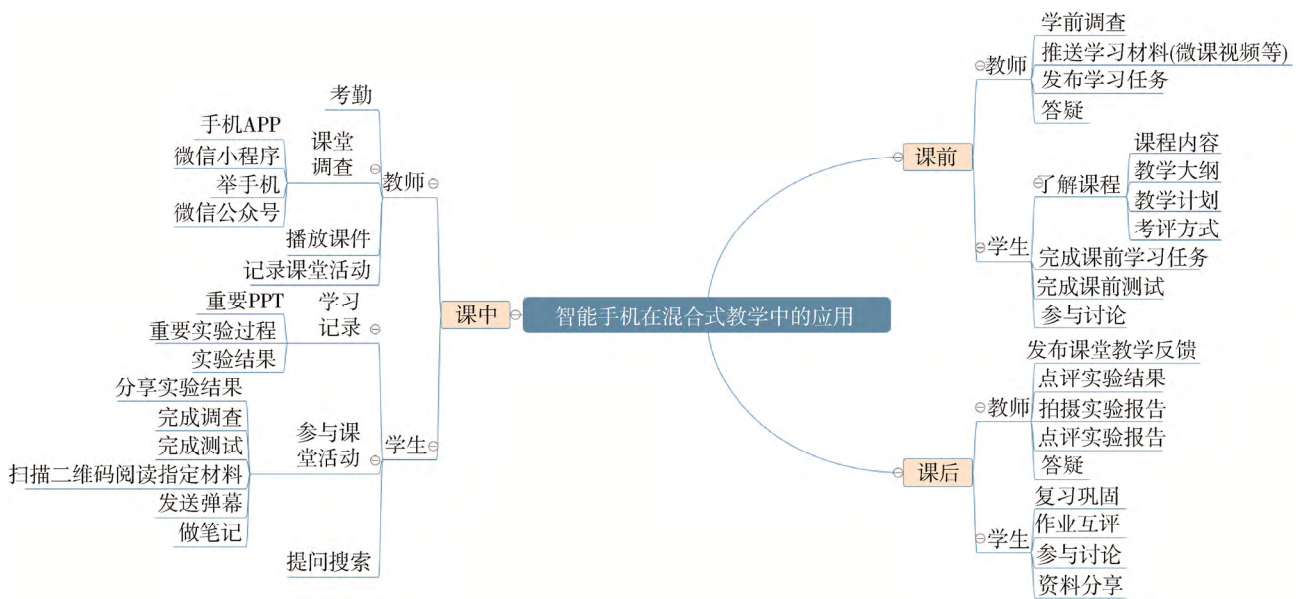 智能手机在混合式教学中的应用
课前
教师
学前调查
推送学习材料(微课视频等)
发布学习任务
答疑
学生
了解课程
课程内容
教学大纲
教学计划
考评方式
完成课前学习任务
完成课前测试
参与讨论
课中
教师
考勤
课堂
调查
手机APP
微信小程序
举手机
微信公众号
播放课件
记录课堂活动
学生
学习
记录
重要PPT
重要实验过程
实验结果
参与课
堂活动
分享实验结果
完成调查
完成测试
扫描二维码阅读指定材料
发送弹幕
做笔记
提问搜索
课后
教师
发布课堂教学反馈
点评实验结果
拍摄实验报告
点评实验报告
答疑
学生
复习巩固
作业互评
参与讨论
资料分享